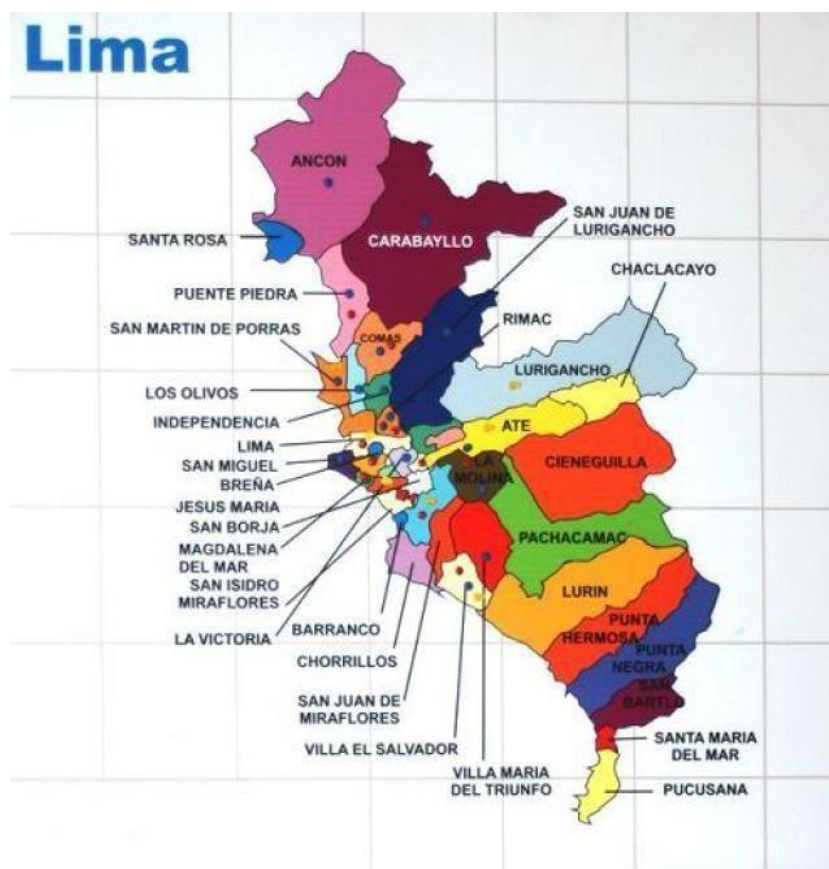 Lima
ANCON
SANTA ROSA
CARABAYLLO
SAN JUAN DE
LURIGANCHO
CHACLACAYO
PUENTE PIEDRA
RIMAC
SAN MARTIN DE PORRAS
COMAS
LURIGANCHO
LOS OLIVOS
INDEPENDENCIA
ATE
LIMA
SAN MIGUEL
LA
MOLINA
CIENEGUILLA
BREÑA
JESUS MARIA
SAN BORJA
MAGDALENA
DEL MAR
PACHACAMAC
SAN ISIDRO
MIRAFLORES
LURIN
BARRANCO
PUNTA
HERMOSA
LA VICTORIA
CHORRILLOS
PUNTA
NEGRA
SAN
BARTLO
SAN JUAN DE
MIRAFLORES
VILLA EL SALVADOR
SANTA MARIA
DEL MAR
VILLA MARIA
DEL TRIUNFO
PUCUSANA